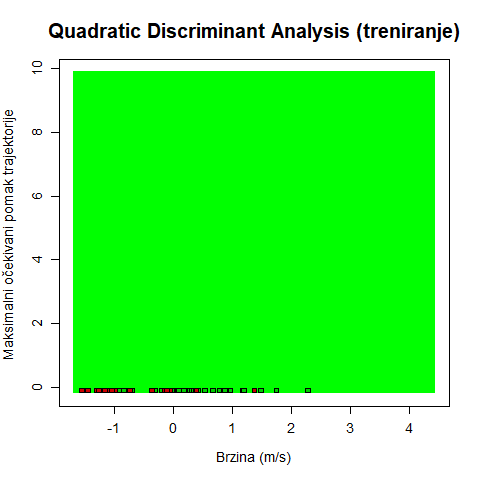 Quadratic Discriminant Analysis (treniranje)
Maksimalni očekivani pomak trajektorije
10
8
6
4
2
0
-1 0 1 2 3 4
Brzina (m/s)